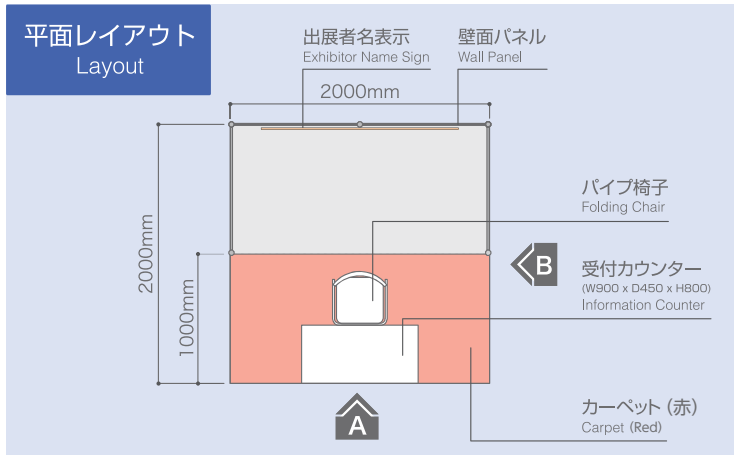 平面レイアウト
Layout
出展者名表示
Exhibitor Name Sign
壁面パネル
Wall Panel
2000mm
2000mm
1000mm
パイプ椅子
Folding Chair
B
受付カウンター
(W900 x D450 x H800)
Information Counter
A
カーペット（赤）
Carpet (Red)